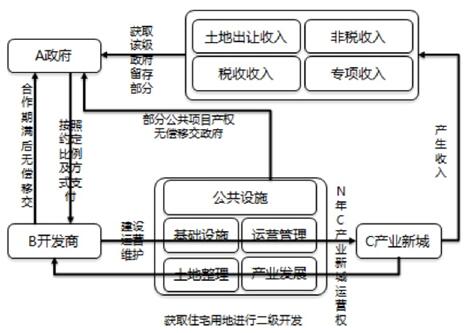 获取
该级
政府
留存
部分
土地出让收入
非税收入
税收收入
专项收入
A政府
合作期满后无偿移交
按约比及式
照定例方支付
部分公共项目产权
无偿移交政府
产生收入
公共设施
B开发商
建设
运营
维护
基础设施
运营管理
土地整理
产业发展
N年C产业新城运营权
C产业新城
获取住宅用地进行二级开发